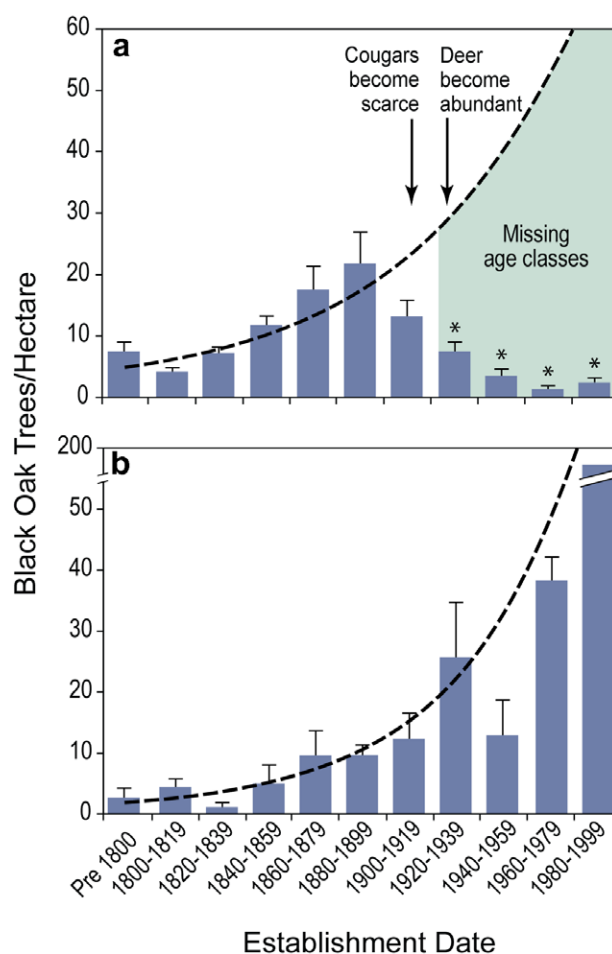 a
60
50
40
30
20
10
0
Cougars
become
scarce
Deer
become
abundant
Missing
age classes
*
*
*
*
b
200
50
40
30
20
10
0
Black Oak Trees/Hectare
Pre 1800
1800-1819
1820-1839
1840-1859
1860-1879
1880-1899
1900-1919
1920-1939
1940-1959
1960-1979
1980-1999
Establishment Date